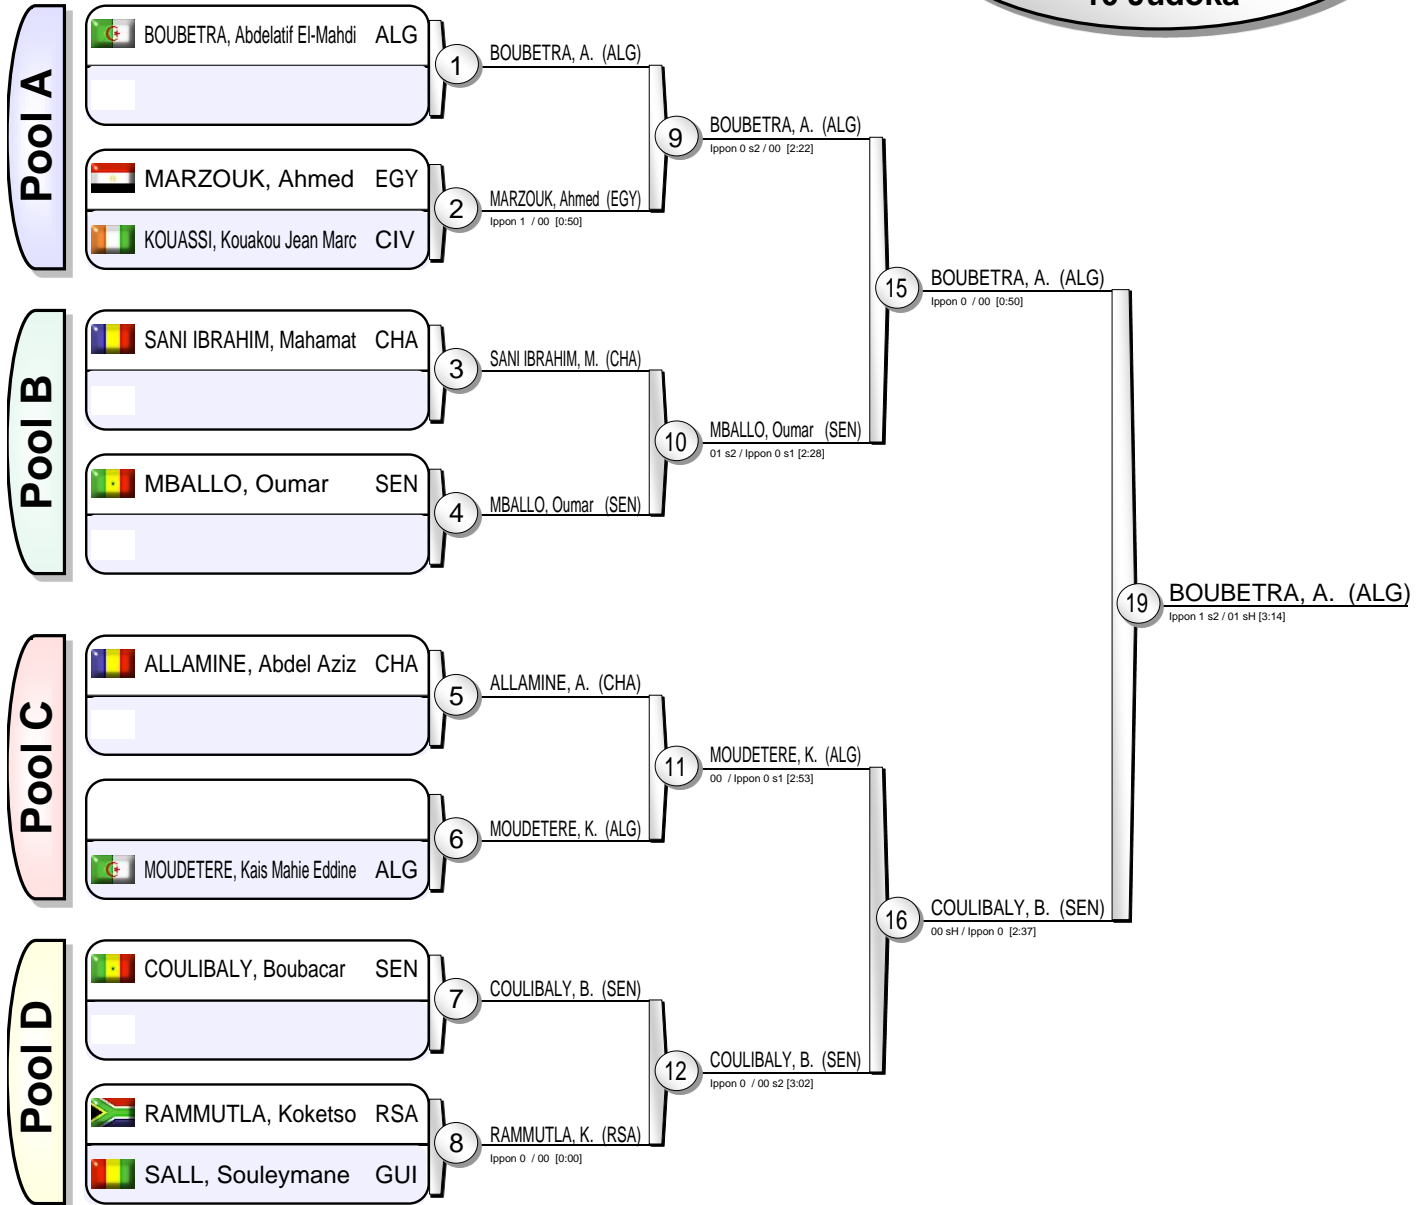 10 Judoka
Pool A
BOUBETRA, Abdelatif El-Mahdi ALG
1
BOUBETRA, A. (ALG)
MARZOUK, Ahmed EGY
KOUASSI, Kouakou Jean Marc CIV
2
MARZOUK, Ahmed (EGY)
Ippon 1 / 00 [0:50]
9
BOUBETRA, A. (ALG)
Ippon 0 s2 / 00 [2:22]
Pool B
SANI IBRAHIM, Mahamat CHA
3
SANI IBRAHIM, M. (CHA)
MBALLO, Oumar SEN
4
MBALLO, Oumar (SEN)
10
MBALLO, Oumar (SEN)
01 s2 / Ippon 0 s1 [2:28]
15
BOUBETRA, A. (ALG)
Ippon 0 / 00 [0:50]
Pool C
ALLAMINE, Abdel Aziz CHA
5
ALLAMINE, A. (CHA)
MOUDETERE, Kais Mahie Eddine ALG
6
MOUDETERE, K. (ALG)
11
MOUDETERE, K. (ALG)
00 / Ippon 0 s1 [2:53]
Pool D
COULIBALY, Boubacar SEN
7
COULIBALY, B. (SEN)
RAMMUTLA, Koketso RSA
SALL, Souleymane GUI
8
RAMMUTLA, K. (RSA)
Ippon 0 / 00 [0:00]
12
COULIBALY, B. (SEN)
Ippon 0 / 00 s2 [3:02]
16
COULIBALY, B. (SEN)
00 sH / Ippon 0 [2:37]
19
BOUBETRA, A. (ALG)
Ippon 1 s2 / 01 sH [3:14]